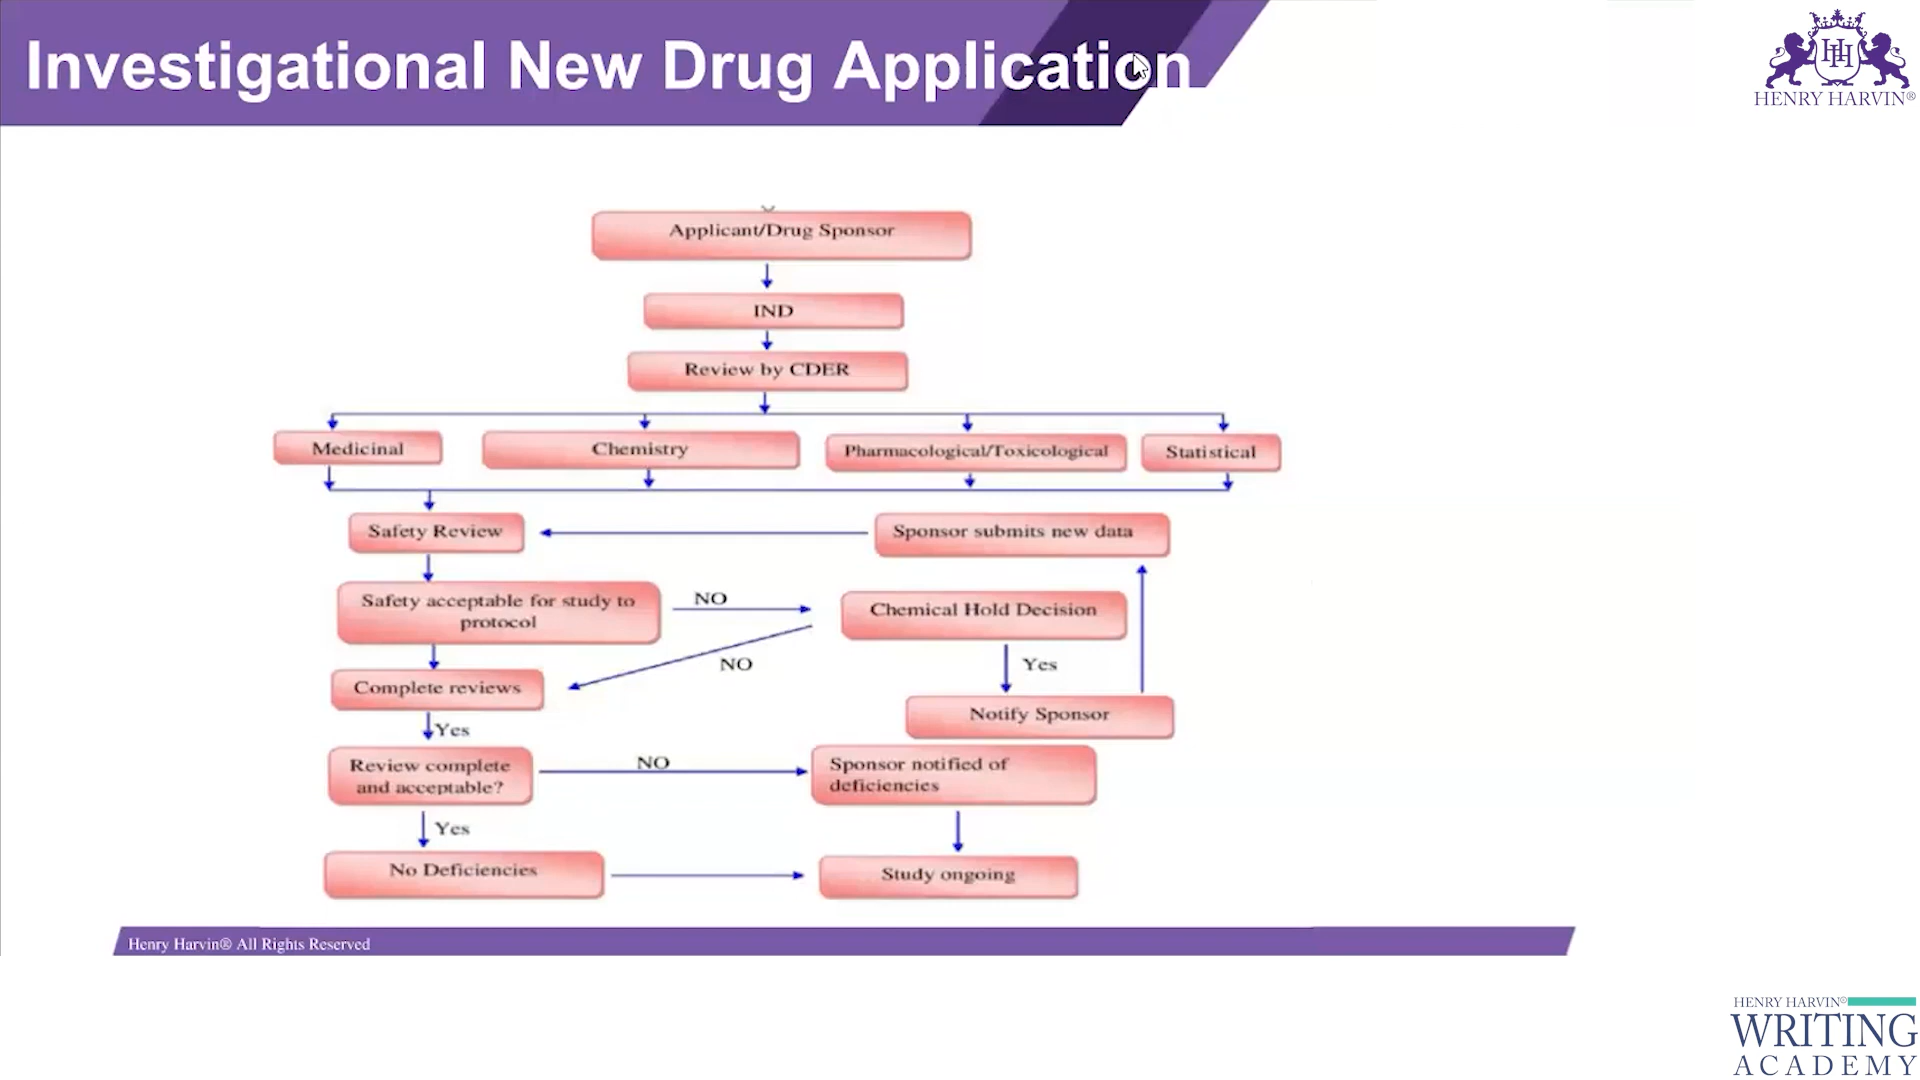 Investigational New Drug Application
HENRY HARVIN®
Applicant/Drug Sponsor
IND
Review by CDER
Medicinal
Chemistry
Pharmacological/Toxicological
Statistical
Safety Review
Sponsor submits new data
Safety acceptable for study to
protocol
NO
Chemical Hold Decision
NO
Yes
Complete reviews
Notify Sponsor
Yes
Review complete
and acceptable?
NO
Sponsor notified of
deficiencies
Yes
No Deficiencies
Study ongoing
Henry Harvin® All Rights Reserved
HENRY HARVIN®
WRITING
ACADEMY